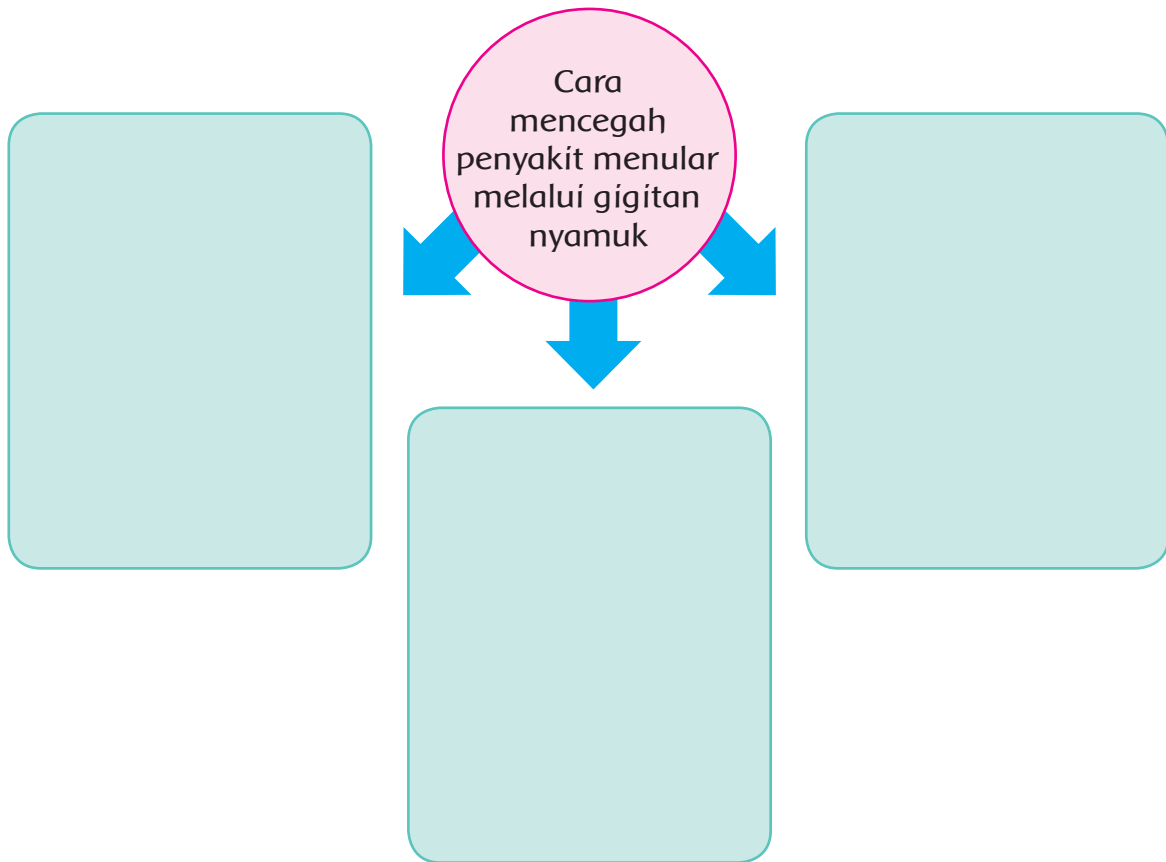 Cara
mencegah
penyakit menular
melalui gigitan
nyamuk